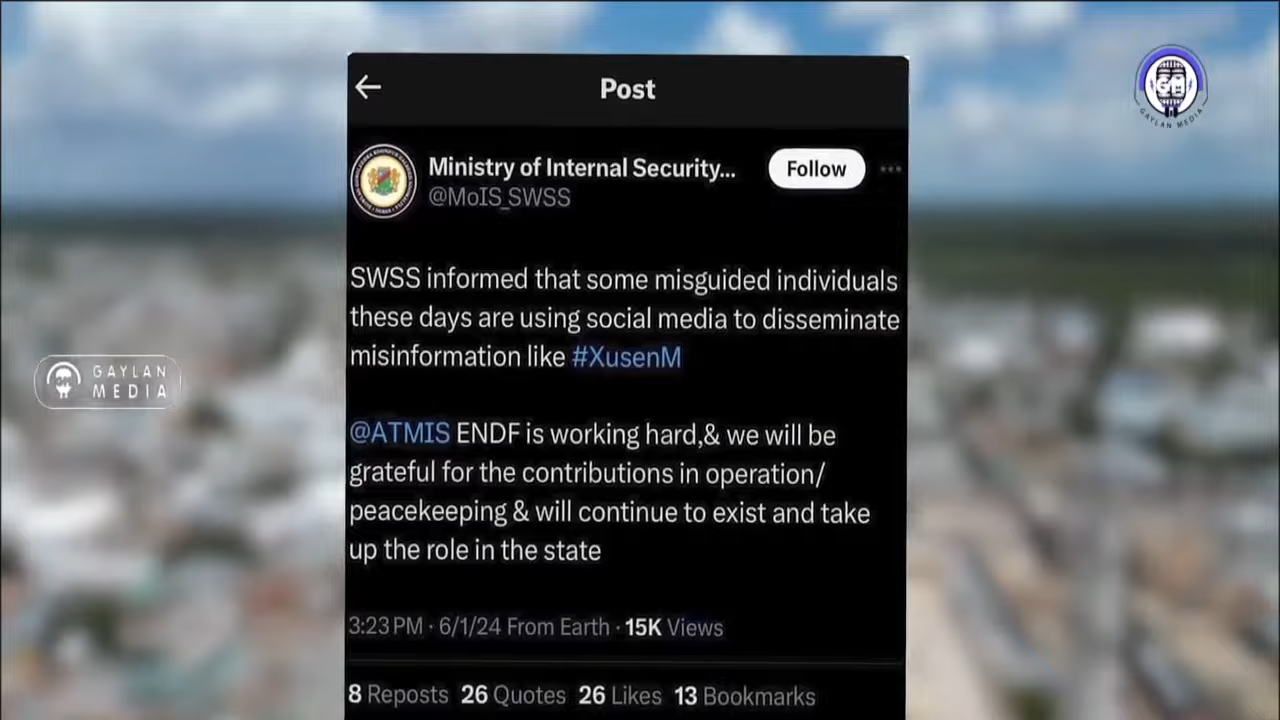 Post
Ministry of Internal Security...
@MoIS_SWSS
Follow
SWSS informed that some misguided individuals
these days are using social media to disseminate
misinformation like #XusenM
@ATMIS ENDF is working hard,& we will be
grateful for the contributions in operation/
peacekeeping & will continue to exist and take
up the role in the state
3:23 PM · 6/1/24 From Earth · 15K Views
8 Reposts 26 Quotes 26 Likes 13 Bookmarks
GM
GAYLAN MEDIA
GAYLAN
MEDIA